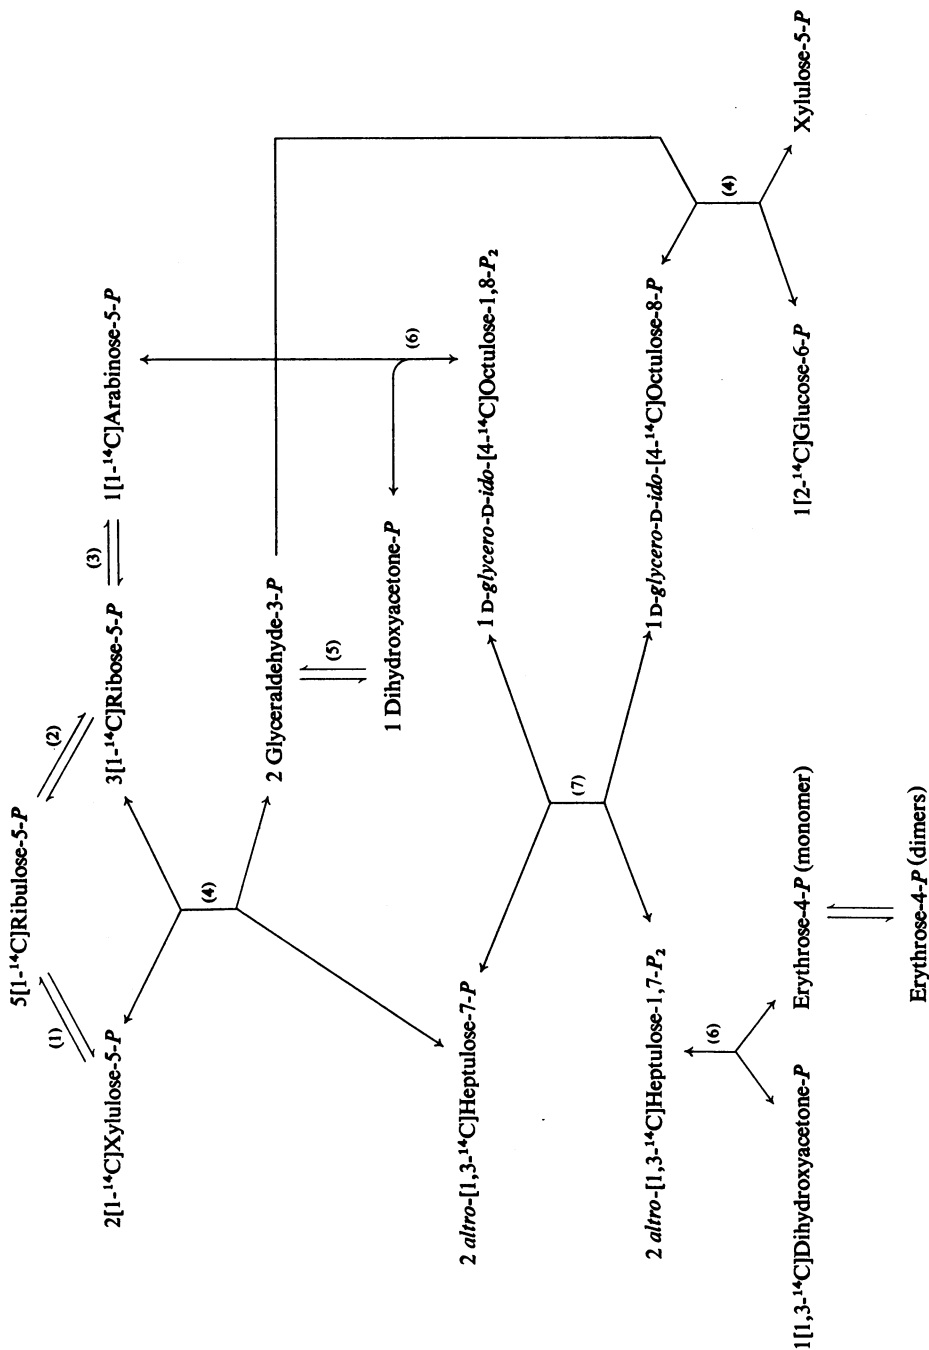 5[1-¹⁴C]Ribulose-5-P
(1)
(2)
2[1-¹⁴C]Xylulose-5-P
3[1-¹⁴C]Ribose-5-P
(3)
1[1-¹⁴C]Arabinose-5-P
(4)
2 Glyceraldehyde-3-P
(5)
1 Dihydroxyacetone-P
(6)
2 altro-[1,3-¹⁴C]Heptulose-7-P
1 D-glycero-D-ido-[4-¹⁴C]Octulose-1,8-P₂
(7)
2 altro-[1,3-¹⁴C]Heptulose-1,7-P₂
1 D-glycero-D-ido-[4-¹⁴C]Octulose-8-P
(6)
(4)
1[1,3-¹⁴C]Dihydroxyacetone-P
Erythrose-4-P (monomer)
1[2-¹⁴C]Glucose-6-P
Xylulose-5-P
Erythrose-4-P (dimers)